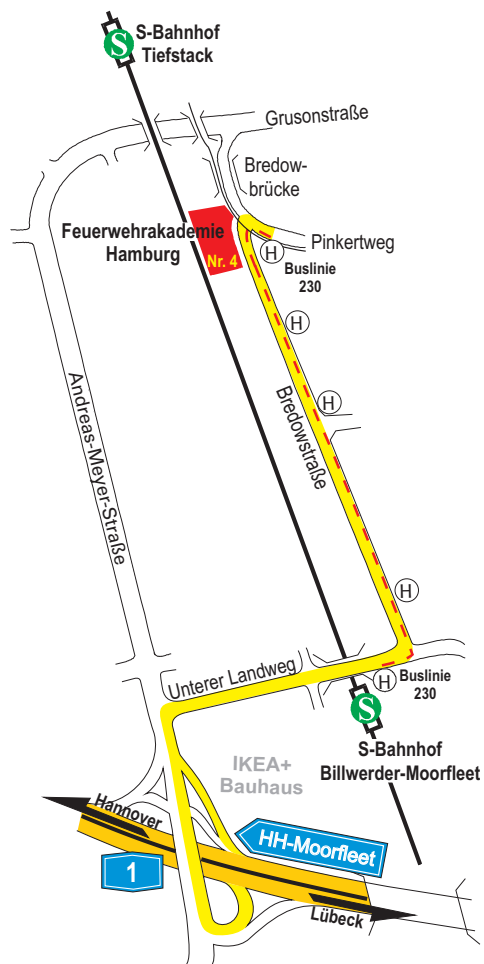 S
S-Bahnhof
Tiefstack
Grusonstraße
Bredow-
brücke
Feuerwehrakademie
Hamburg
Nr. 4
Pinkertweg
H
Buslinie
230
H
H
Andreas-Meyer-Straße
Bredowstraße
H
Unterer Landweg
H
Buslinie
230
S
S-Bahnhof
Billwerder-Moorfleet
IKEA+
Bauhaus
Hannover
HH-Moorfleet
1
Lübeck